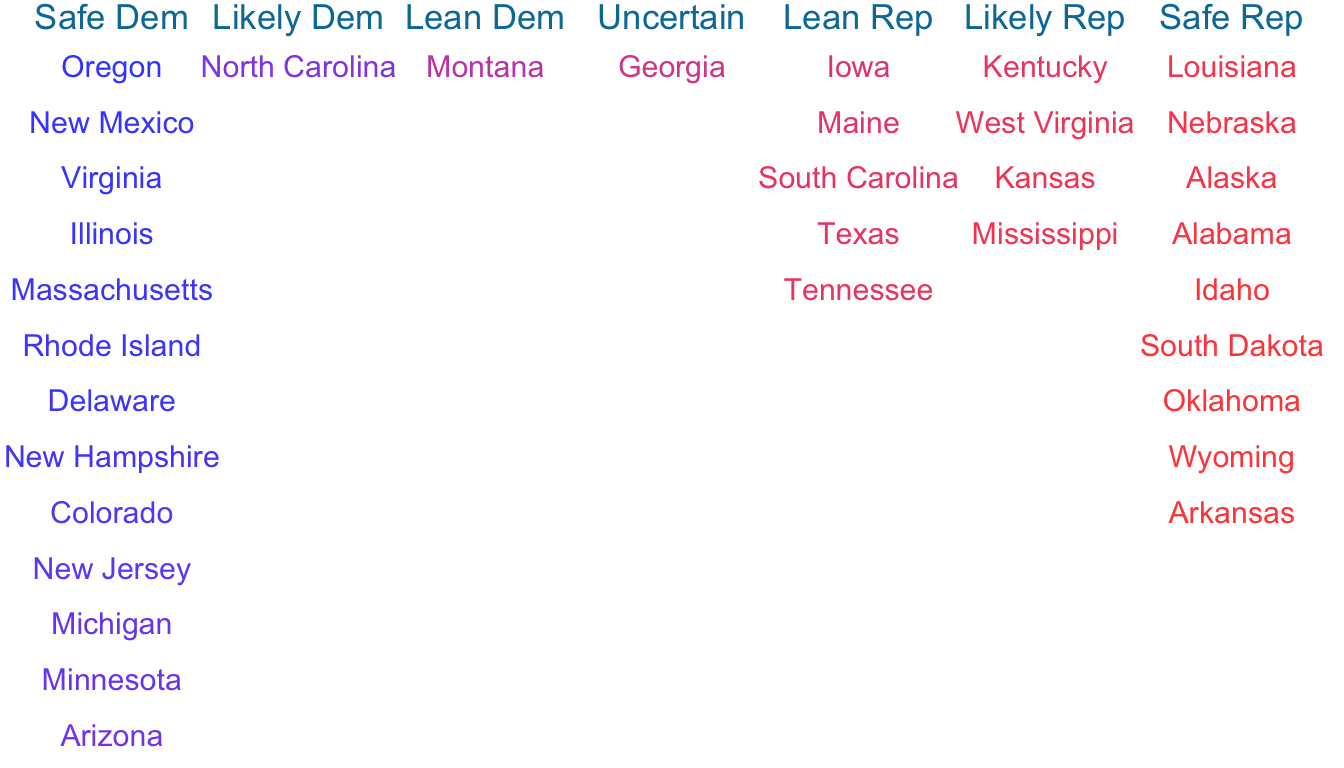 Safe Dem Likely Dem Lean Dem Uncertain Lean Rep Likely Rep Safe Rep
Oregon North Carolina Montana Georgia Iowa Kentucky Louisiana
New Mexico Maine West Virginia Nebraska
Virginia South Carolina Kansas Alaska
Illinois Texas Mississippi Alabama
Massachusetts Tennessee Idaho
Rhode Island South Dakota
Delaware Oklahoma
New Hampshire Wyoming
Colorado Arkansas
New Jersey
Michigan
Minnesota
Arizona